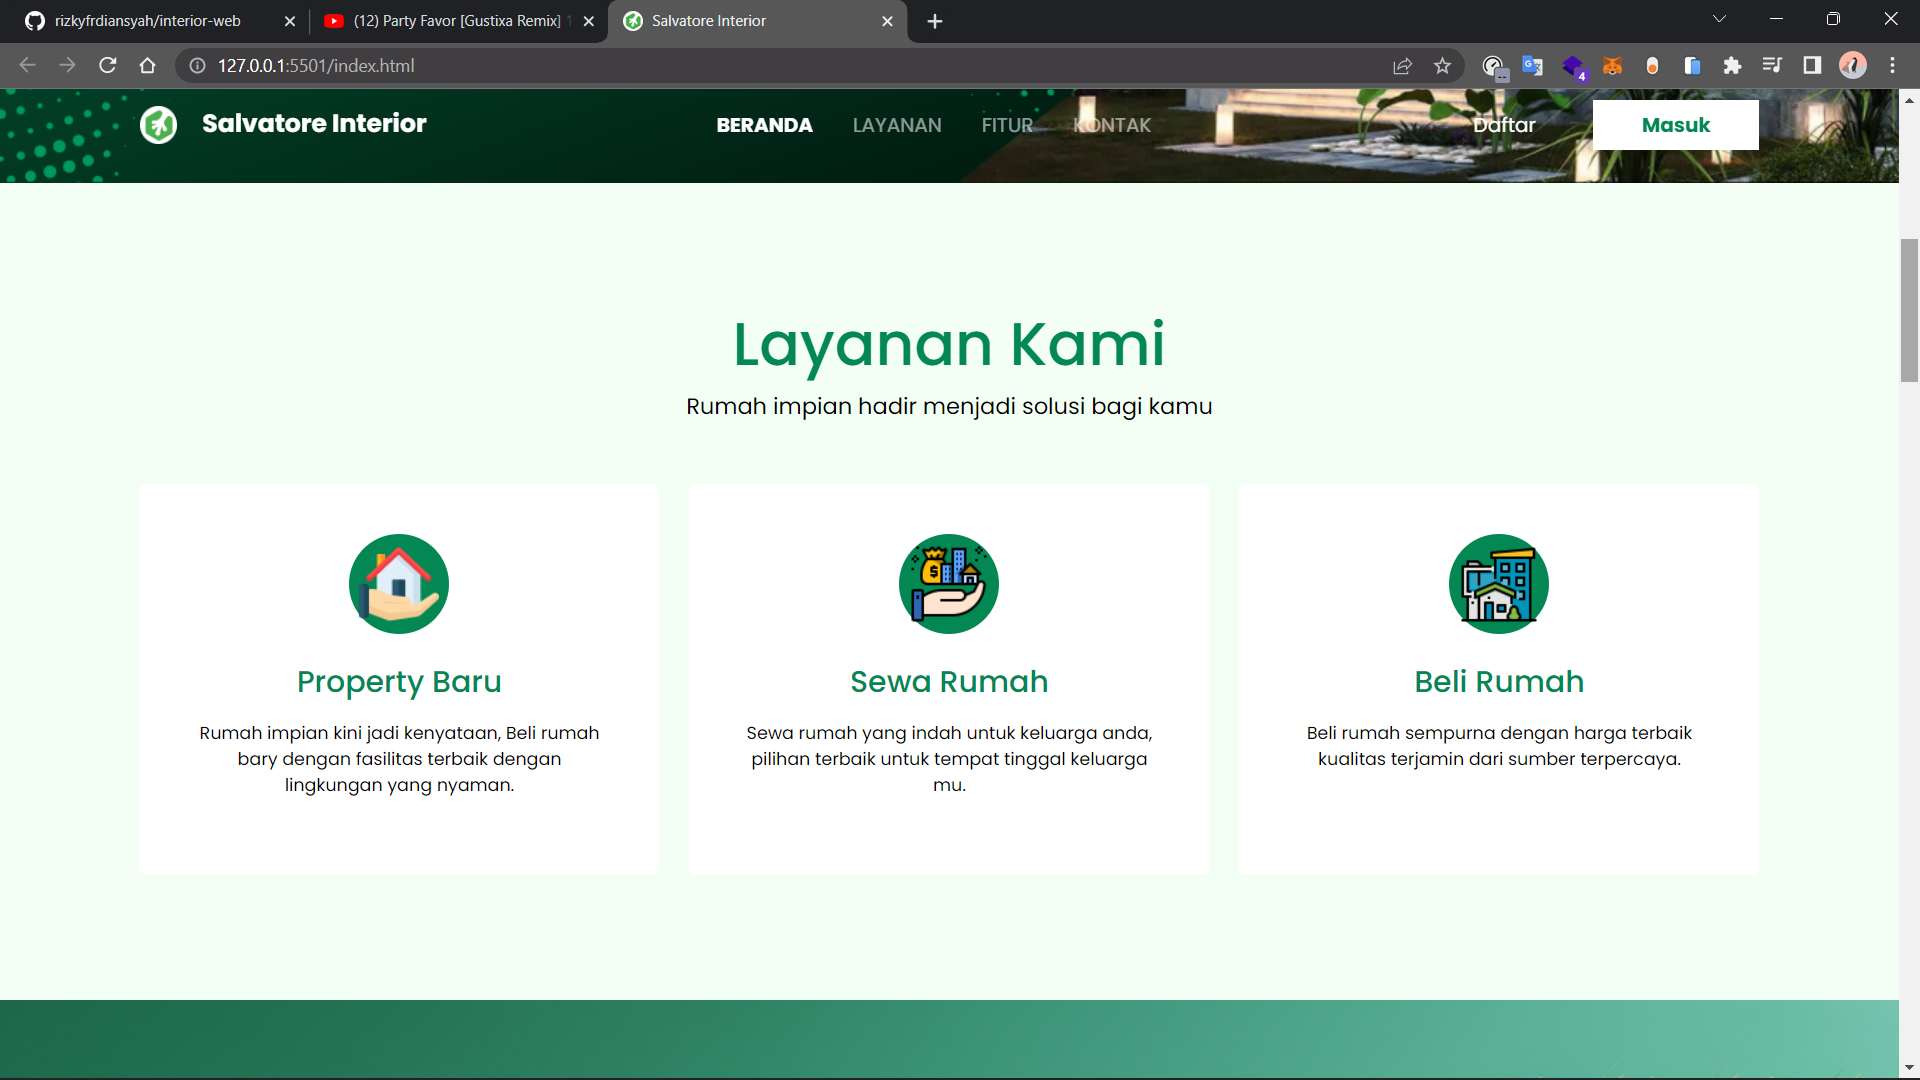 rizkyfrdiansyah/interior-web
(12) Party Favor [Gustixa Remix]
Salvatore Interior
127.0.0.1:5501/index.html
4
Salvatore Interior
BERANDA
LAYANAN
FITUR
KONTAK
Daftar
Masuk
Layanan Kami
Rumah impian hadir menjadi solusi bagi kamu
Property Baru
Rumah impian kini jadi kenyataan, Beli rumah
bary dengan fasilitas terbaik dengan
lingkungan yang nyaman.
Sewa Rumah
Sewa rumah yang indah untuk keluarga anda,
pilihan terbaik untuk tempat tinggal keluarga
mu.
Beli Rumah
Beli rumah sempurna dengan harga terbaik
kualitas terjamin dari sumber terpercaya.